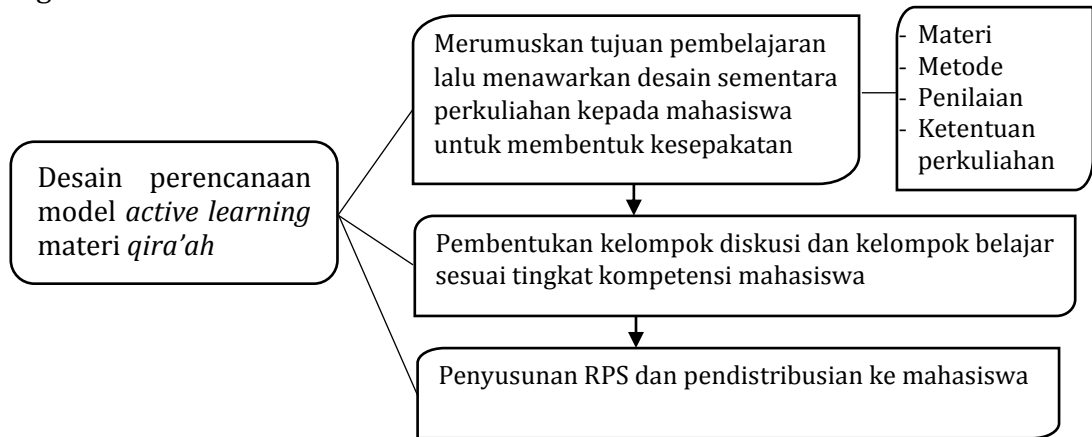 Desain perencanaan
model active learning
materi qira’ah
Merumuskan tujuan pembelajaran
lalu menawarkan desain sementara
perkuliahan kepada mahasiswa
untuk membentuk kesepakatan
- Materi
- Metode
- Penilaian
- Ketentuan
perkuliahan
Pembentukan kelompok diskusi dan kelompok belajar
sesuai tingkat kompetensi mahasiswa
Penyusunan RPS dan pendistribusian ke mahasiswa